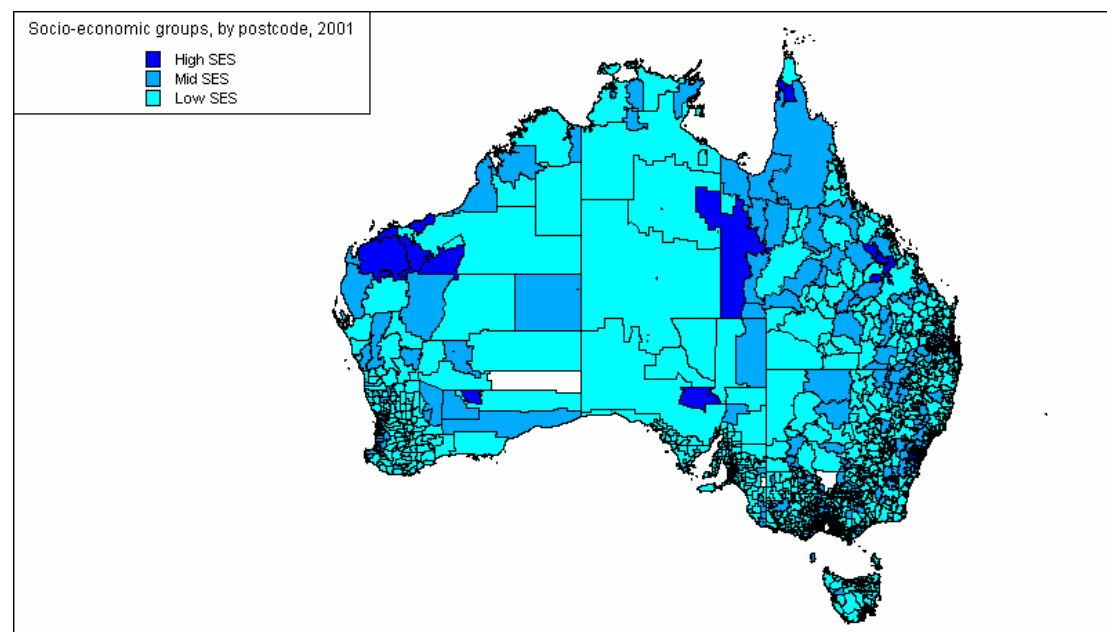 Socio-economic groups, by postcode, 2001
High SES
Mid SES
Low SES